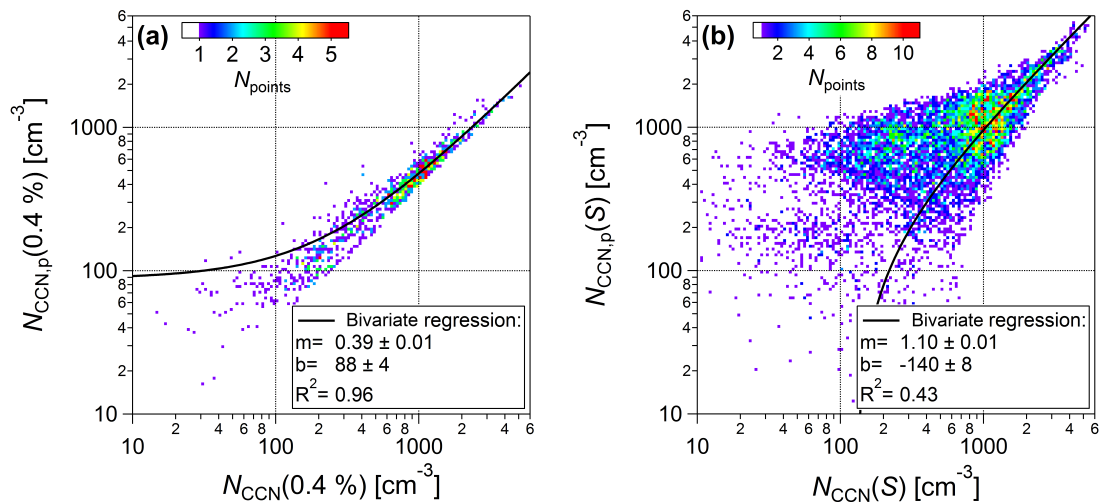 (a)
1 2 3 4 5
N_points
6
4
2
1000
8
6
4
2
100
8
6
4
2
10
N_CCN,p(0.4 %) [cm^-3]
Bivariate regression:
m= 0.39 ± 0.01
b= 88 ± 4
R^2= 0.96
10 2 4 6 8 100 2 4 6 8 1000 2 4 6
N_CCN(0.4 %) [cm^-3]
(b)
2 4 6 8 10
N_points
6
4
2
1000
8
6
4
2
100
8
6
4
2
10
N_CCN,p(S) [cm^-3]
Bivariate regression:
m= 1.10 ± 0.01
b= -140 ± 8
R^2= 0.43
10 2 4 6 8 100 2 4 6 8 1000 2 4 6
N_CCN(S) [cm^-3]